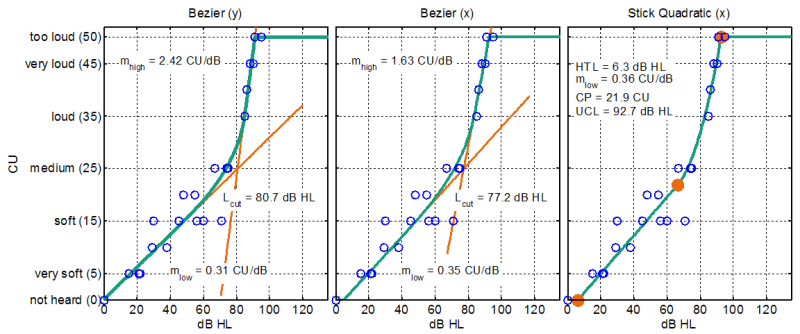 Bezier (y)
Bezier (x)
Stick Quadratic (x)
CU
too loud (50)
very loud (45)
loud (35)
medium (25)
soft (15)
very soft (5)
not heard (0)
m_high = 2.42 CU/dB
L_cut = 80.7 dB HL
m_low = 0.31 CU/dB
0 20 40 60 80 100 120
dB HL
m_high = 1.63 CU/dB
L_cut = 77.2 dB HL
m_low = 0.35 CU/dB
0 20 40 60 80 100 120
dB HL
HTL = 6.3 dB HL
m_low = 0.36 CU/dB
CP = 21.9 CU
UCL = 92.7 dB HL
0 20 40 60 80 100 120
dB HL